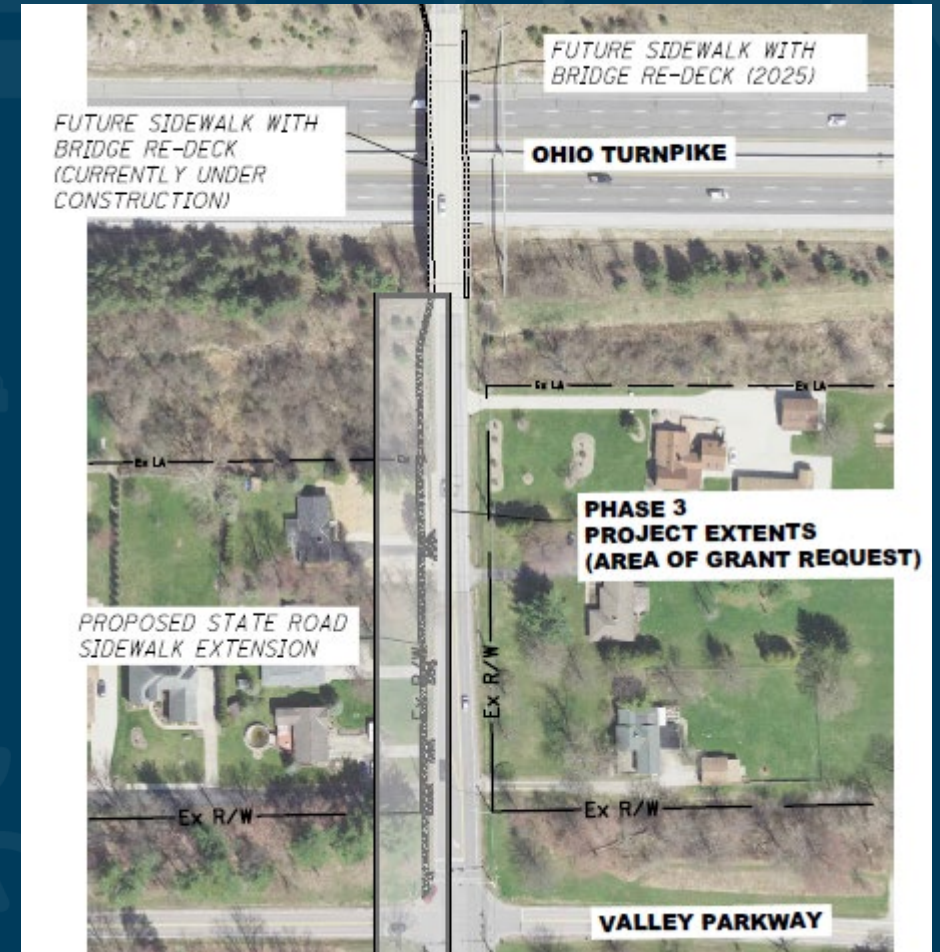 FUTURE SIDEWALK WITH
BRIDGE RE-DECK (2025)
FUTURE SIDEWALK WITH
BRIDGE RE-DECK
(CURRENTLY UNDER
CONSTRUCTION)
OHIO TURNPIKE
Ex LA
Ex LA
Ex LA
Ex
PHASE 3
PROJECT EXTENTS
(AREA OF GRANT REQUEST)
PROPOSED STATE ROAD
SIDEWALK EXTENSION
Ex R/W
Ex R/W
Ex R/W
Ex R/W
VALLEY PARKWAY